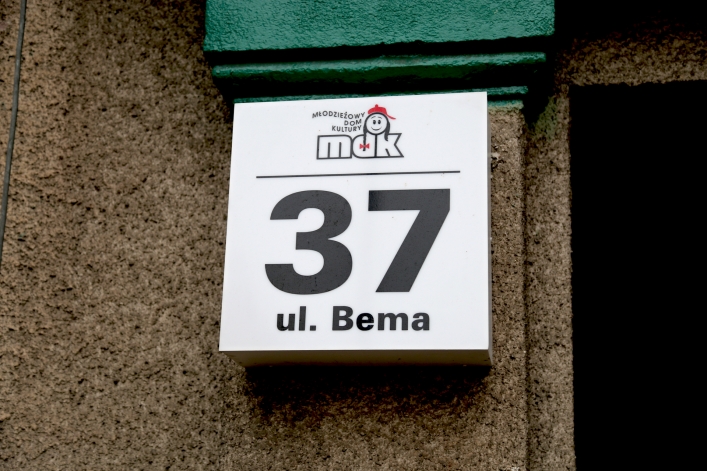 MŁODZIEŻOWY
DOM
KULTURY
mdk
37
ul. Bema